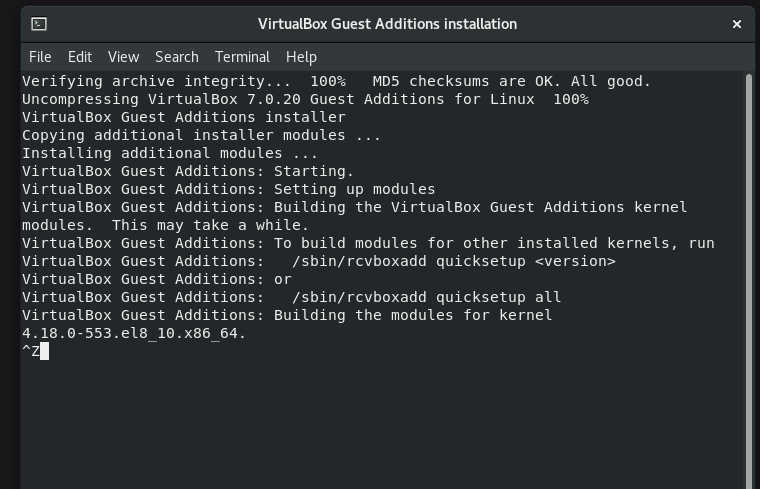 VirtualBox Guest Additions installation
File Edit View Search Terminal Help
Verifying archive integrity...  100%   MD5 checksums are OK. All good.
Uncompressing VirtualBox 7.0.20 Guest Additions for Linux  100%
VirtualBox Guest Additions installer
Copying additional installer modules ...
Installing additional modules ...
VirtualBox Guest Additions: Starting.
VirtualBox Guest Additions: Setting up modules
VirtualBox Guest Additions: Building the VirtualBox Guest Additions kernel
modules.  This may take a while.
VirtualBox Guest Additions: To build modules for other installed kernels, run
VirtualBox Guest Additions:   /sbin/rcvboxadd quicksetup <version>
VirtualBox Guest Additions: or
VirtualBox Guest Additions:   /sbin/rcvboxadd quicksetup all
VirtualBox Guest Additions: Building the modules for kernel
4.18.0-553.el8_10.x86_64.
^Z